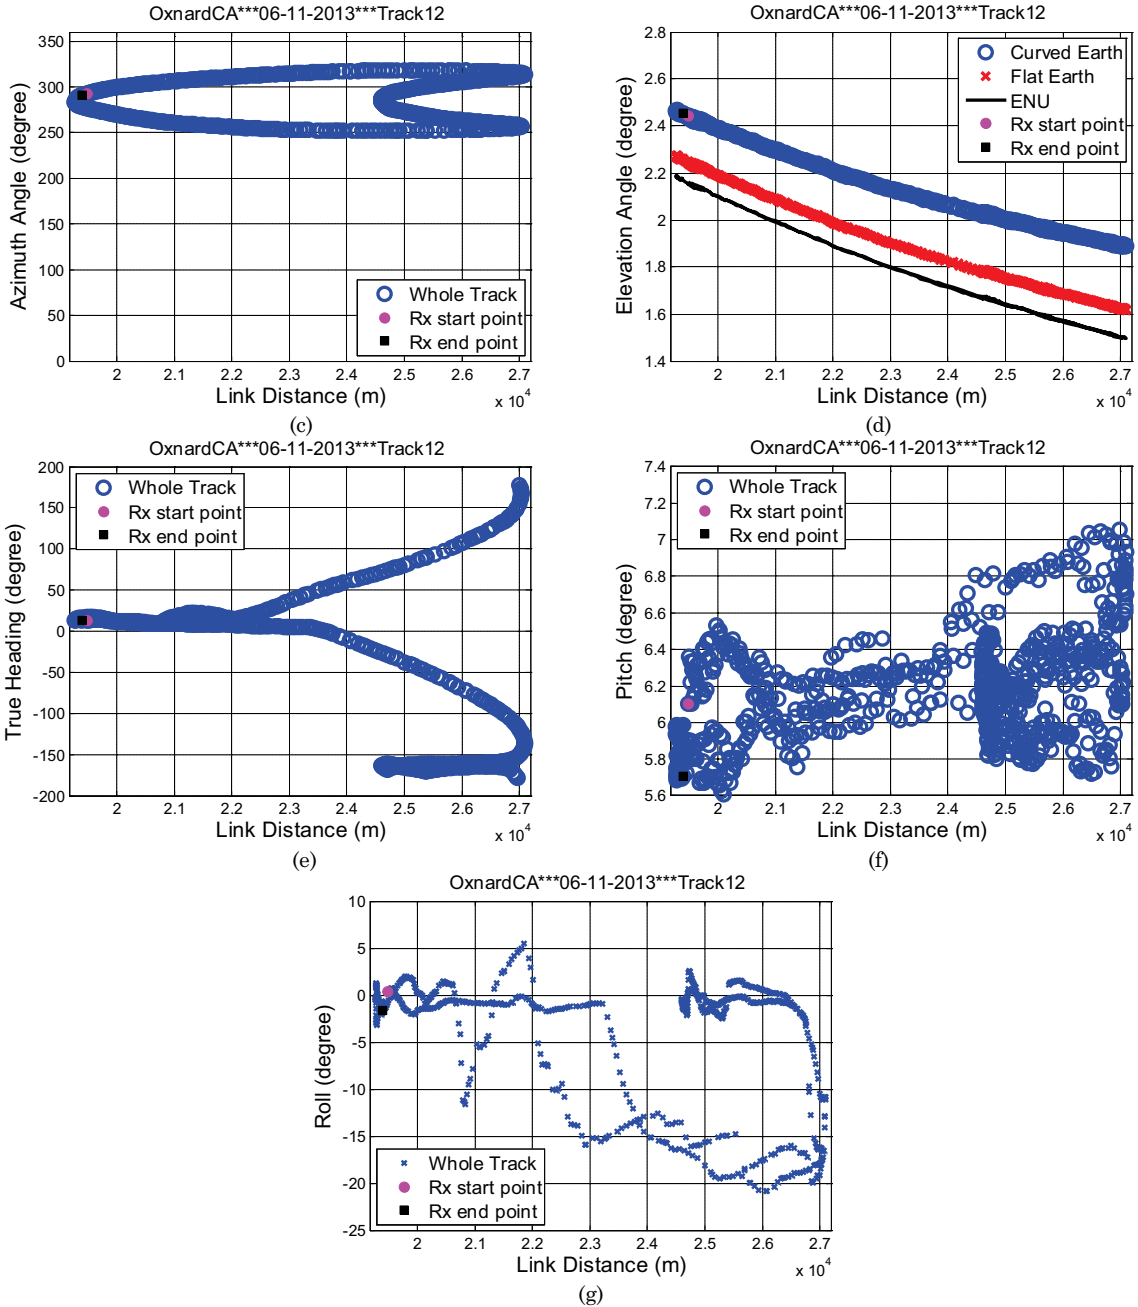 OxnardCA***06-11-2013***Track12
Azimuth Angle (degree)
350
300
250
200
150
100
50
0
Whole Track
Rx start point
Rx end point
2 2.1 2.2 2.3 2.4 2.5 2.6 2.7
Link Distance (m)
x 10^4
(c)
OxnardCA***06-11-2013***Track12
Elevation Angle (degree)
2.8
2.6
2.4
2.2
2
1.8
1.6
1.4
Curved Earth
Flat Earth
ENU
Rx start point
Rx end point
2 2.1 2.2 2.3 2.4 2.5 2.6 2.7
Link Distance (m)
x 10^4
(d)
OxnardCA***06-11-2013***Track12
True Heading (degree)
200
150
100
50
0
-50
-100
-150
-200
Whole Track
Rx start point
Rx end point
2 2.1 2.2 2.3 2.4 2.5 2.6 2.7
Link Distance (m)
x 10^4
(e)
OxnardCA***06-11-2013***Track12
Pitch (degree)
7.4
7.2
7
6.8
6.6
6.4
6.2
6
5.8
5.6
Whole Track
Rx start point
Rx end point
2 2.1 2.2 2.3 2.4 2.5 2.6 2.7
Link Distance (m)
x 10^4
(f)
OxnardCA***06-11-2013***Track12
Roll (degree)
10
5
0
-5
-10
-15
-20
-25
Whole Track
Rx start point
Rx end point
2 2.1 2.2 2.3 2.4 2.5 2.6 2.7
Link Distance (m)
x 10^4
(g)